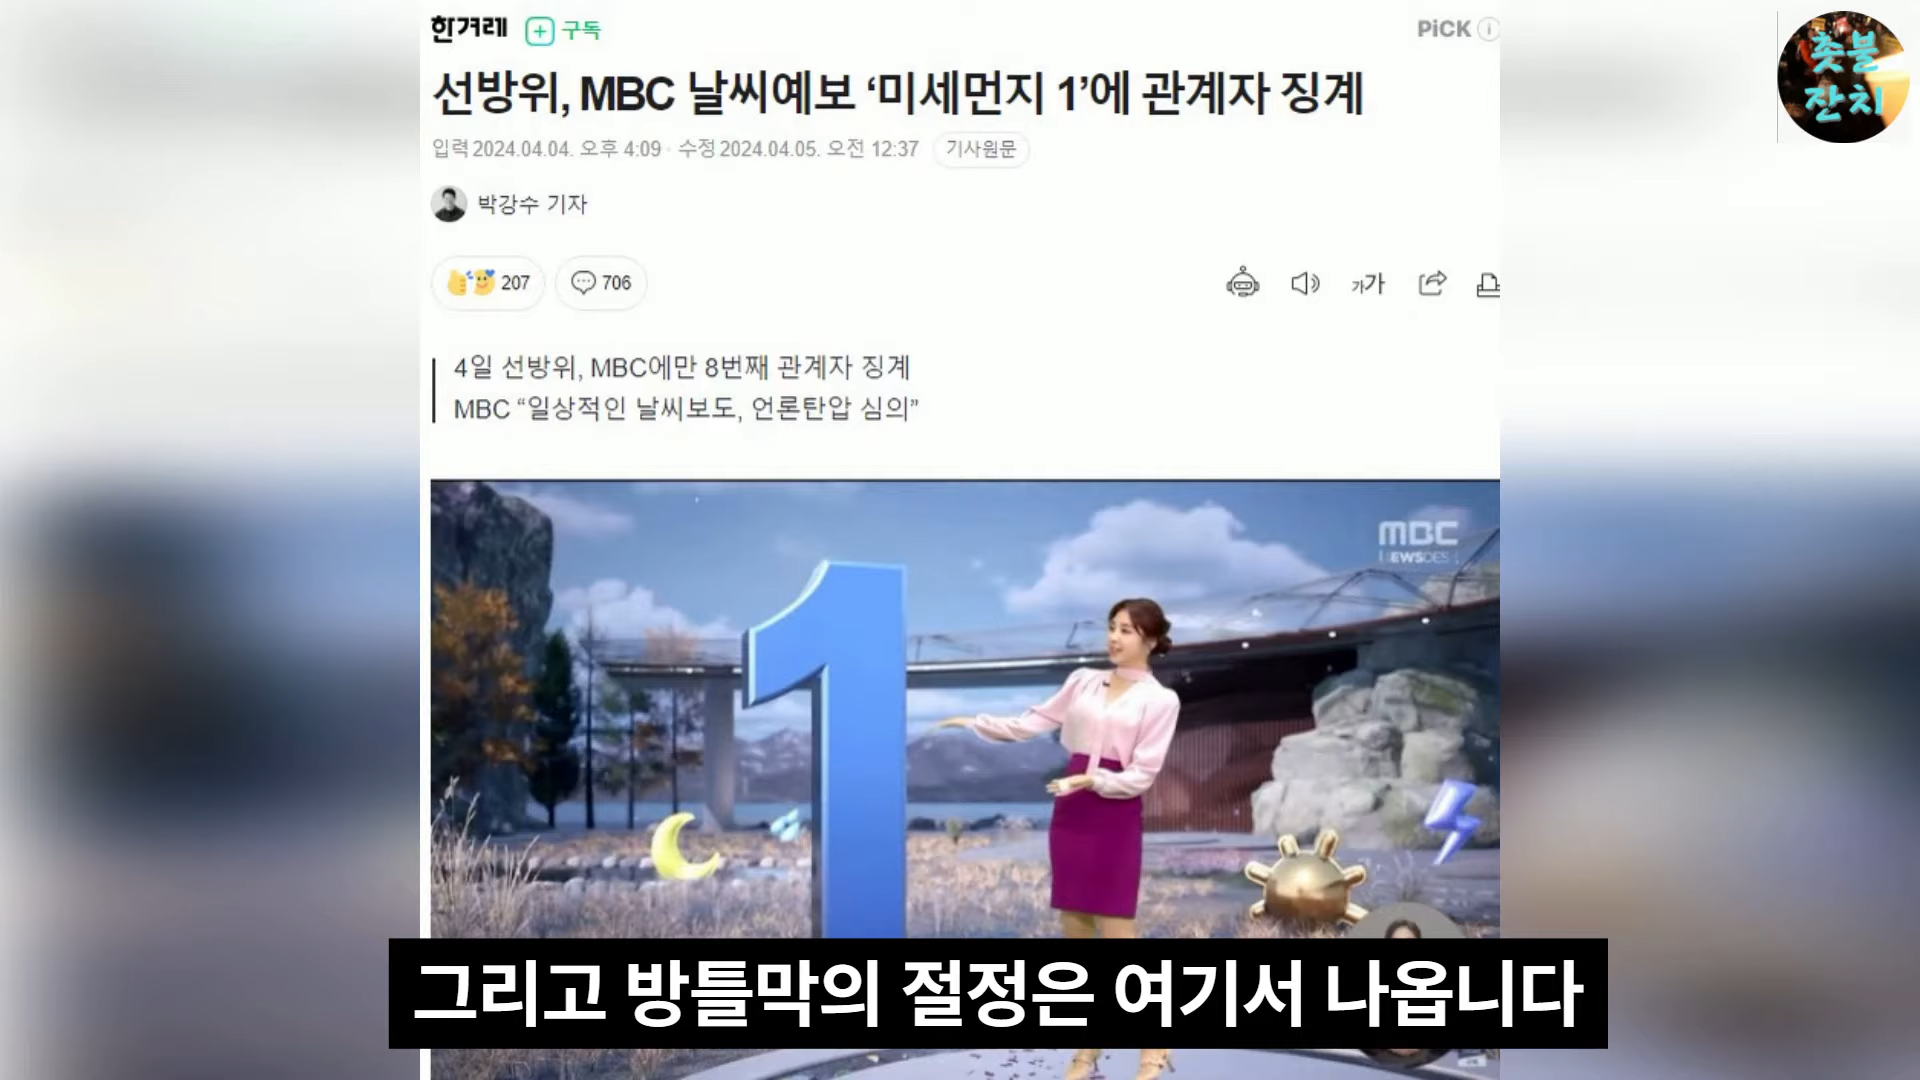 한겨레 구독
PiCK
촛불
잔치
선방위, MBC 날씨예보 ‘미세먼지 1’에 관계자 징계
입력 2024.04.04. 오후 4:09 · 수정 2024.04.05. 오전 12:37 기사원문
박강수 기자
207 706
가가
4일 선방위, MBC에만 8번째 관계자 징계
MBC “일상적인 날씨보도, 언론탄압 심의”
MBC
NEWSDESK
1
그리고 방틀막의 절정은 여기서 나옵니다